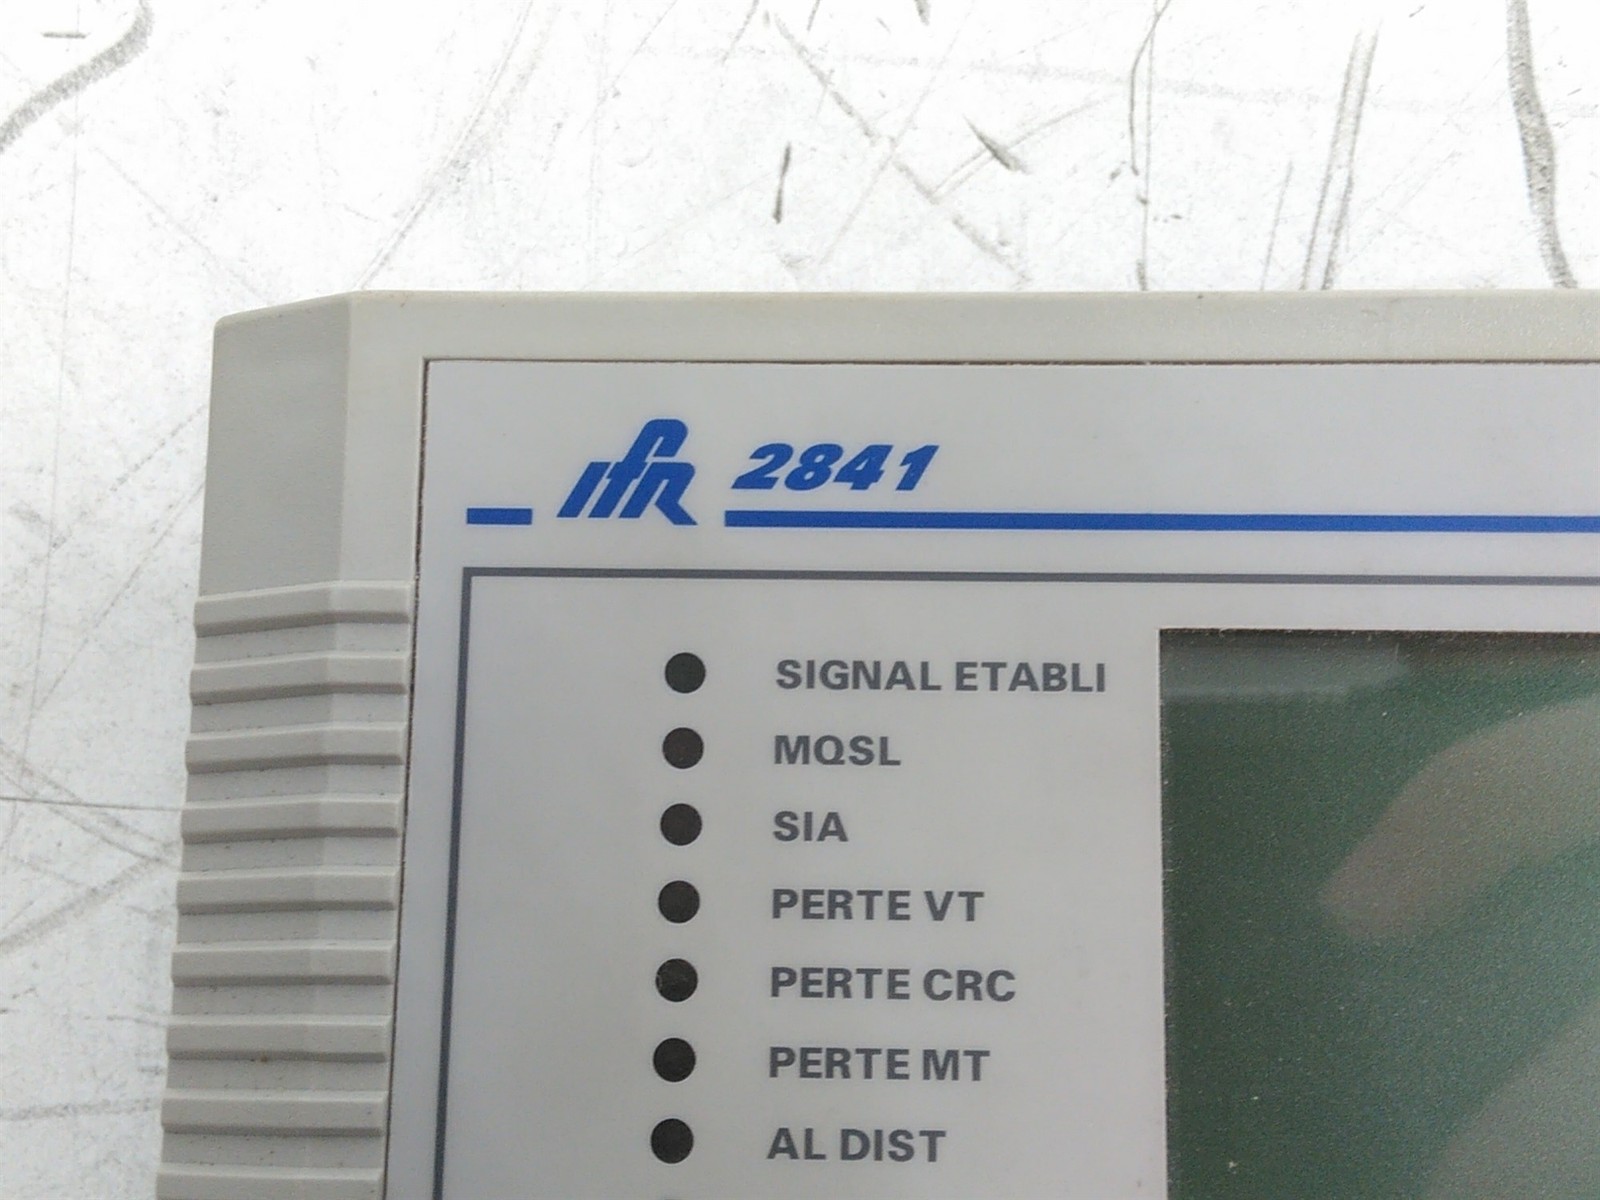 IFR 2841
SIGNAL ETABLI
MQSL
SIA
PERTE VT
PERTE CRC
PERTE MT
AL DIST